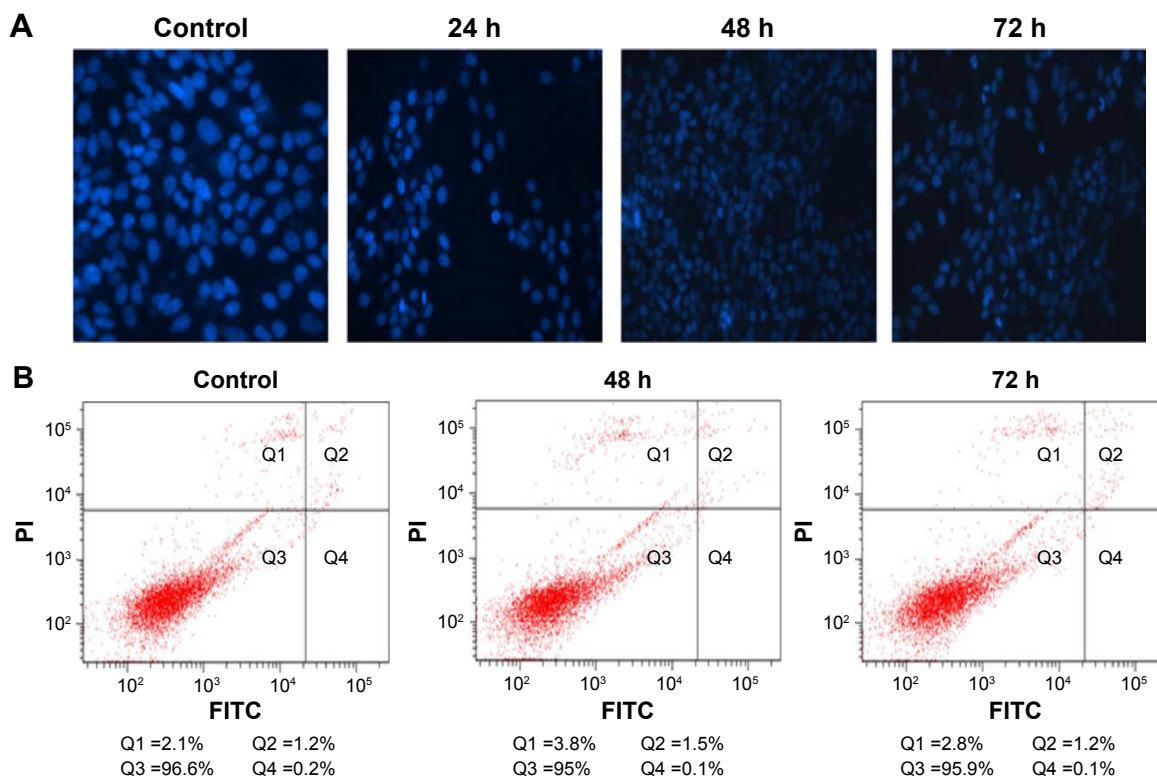 A
Control 24 h 48 h 72 h
B
Control 48 h 72 h
PI
10⁵
10⁴
10³
10²
Q1 Q2
Q3 Q4
10² 10³ 10⁴ 10⁵
FITC
Q1 =2.1% Q2 =1.2%
Q3 =96.6% Q4 =0.2%
PI
10⁵
10⁴
10³
10²
Q1 Q2
Q3 Q4
10² 10³ 10⁴ 10⁵
FITC
Q1 =3.8% Q2 =1.5%
Q3 =95% Q4 =0.1%
PI
10⁵
10⁴
10³
10²
Q1 Q2
Q3 Q4
10² 10³ 10⁴ 10⁵
FITC
Q1 =2.8% Q2 =1.2%
Q3 =95.9% Q4 =0.1%